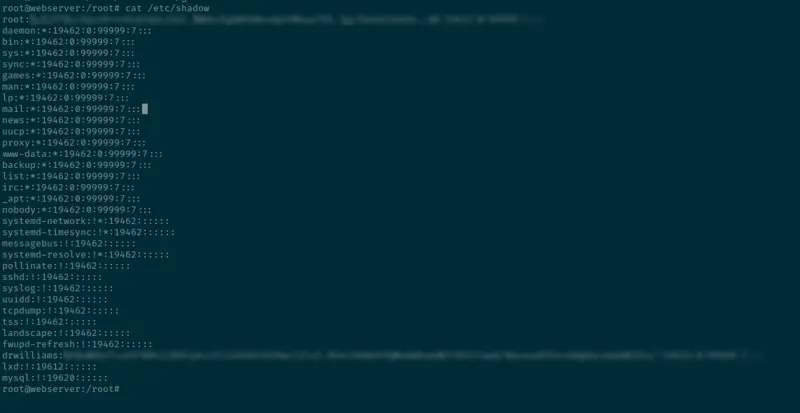 root@webserver:/root# cat /etc/shadow
root:
daemon:*:19462:0:99999:7:::
bin:*:19462:0:99999:7:::
sys:*:19462:0:99999:7:::
sync:*:19462:0:99999:7:::
games:*:19462:0:99999:7:::
man:*:19462:0:99999:7:::
lp:*:19462:0:99999:7:::
mail:*:19462:0:99999:7:::
news:*:19462:0:99999:7:::
uucp:*:19462:0:99999:7:::
proxy:*:19462:0:99999:7:::
www-data:*:19462:0:99999:7:::
backup:*:19462:0:99999:7:::
list:*:19462:0:99999:7:::
irc:*:19462:0:99999:7:::
_apt:*:19462:0:99999:7:::
nobody:*:19462:0:99999:7:::
systemd-network:!*:19462::::::
systemd-timesync:!*:19462::::::
messagebus:!:19462::::::
systemd-resolve:!*:19462::::::
pollinate:!:19462::::::
sshd:!:19462::::::
syslog:!:19462::::::
uuidd:!:19462::::::
tcpdump:!:19462::::::
tss:!:19462::::::
landscape:!:19462::::::
fwupd-refresh:!:19462::::::
drwilliams:
lxd:!:19612::::::
mysql:!:19620::::::
root@webserver:/root#